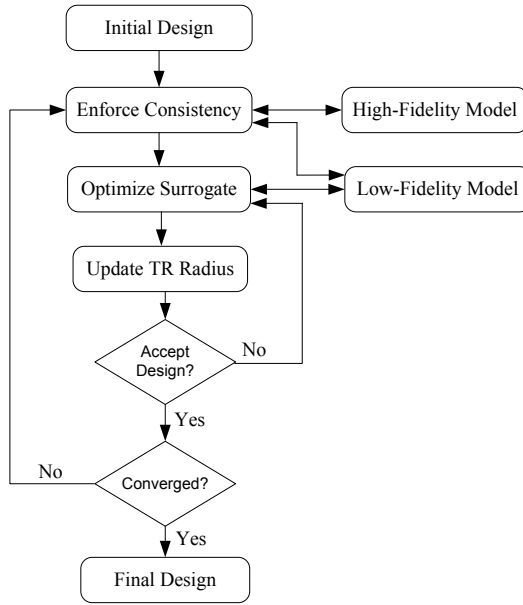 Initial Design
Enforce Consistency
High-Fidelity Model
Optimize Surrogate
Low-Fidelity Model
Update TR Radius
Accept
Design?
No
Yes
No
Converged?
Yes
Final Design